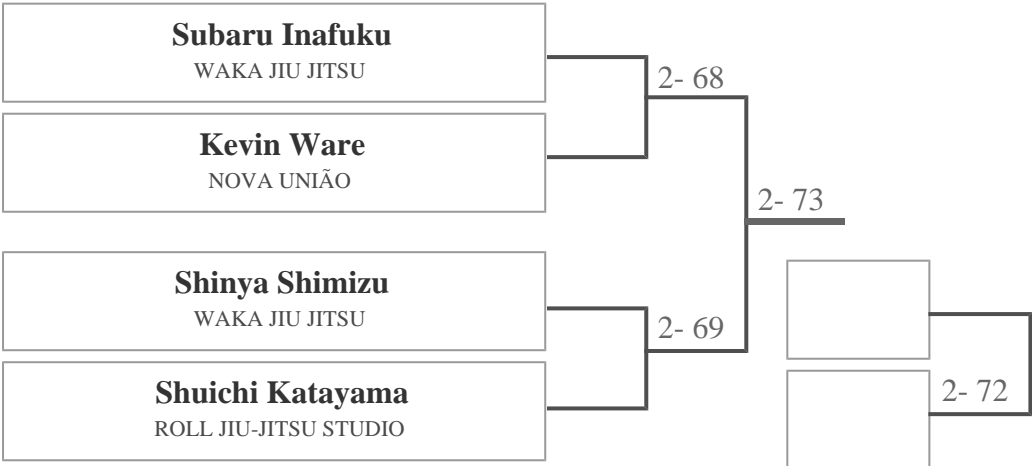 Subaru Inafuku
WAKA JIU JITSU
2- 68
Kevin Ware
NOVA UNIÃO
2- 73
Shinya Shimizu
WAKA JIU JITSU
2- 69
Shuichi Katayama
ROLL JIU-JITSU STUDIO
2- 72